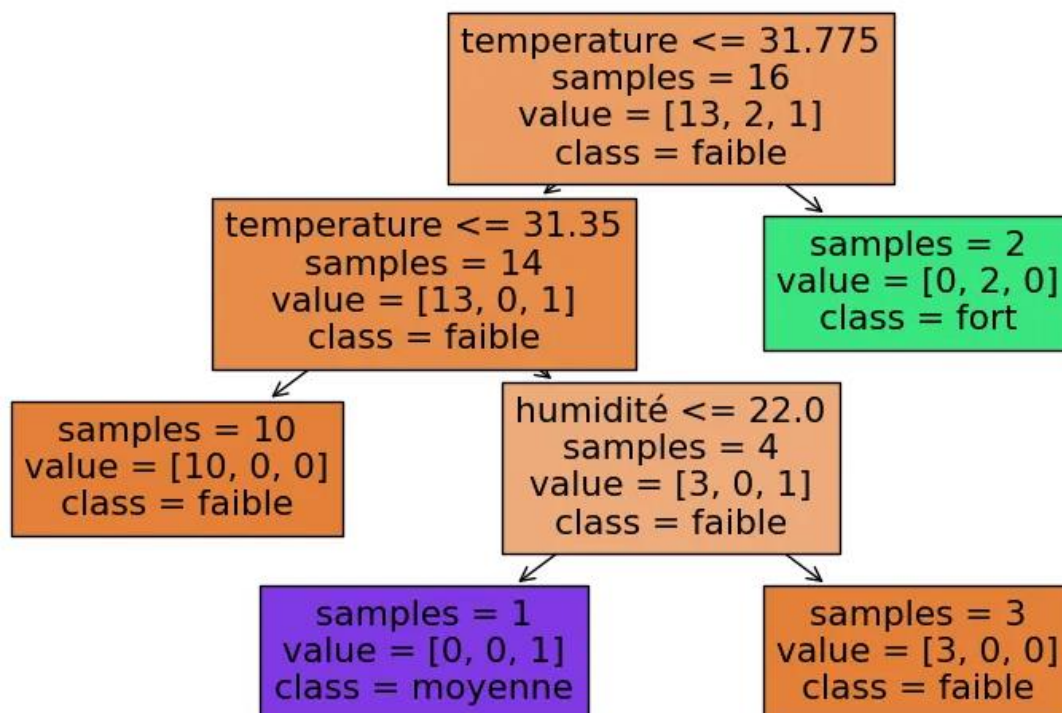 temperature <= 31.775
samples = 16
value = [13, 2, 1]
class = faible
temperature <= 31.35
samples = 14
value = [13, 0, 1]
class = faible
samples = 2
value = [0, 2, 0]
class = fort
samples = 10
value = [10, 0, 0]
class = faible
humidité <= 22.0
samples = 4
value = [3, 0, 1]
class = faible
samples = 1
value = [0, 0, 1]
class = moyenne
samples = 3
value = [3, 0, 0]
class = faible